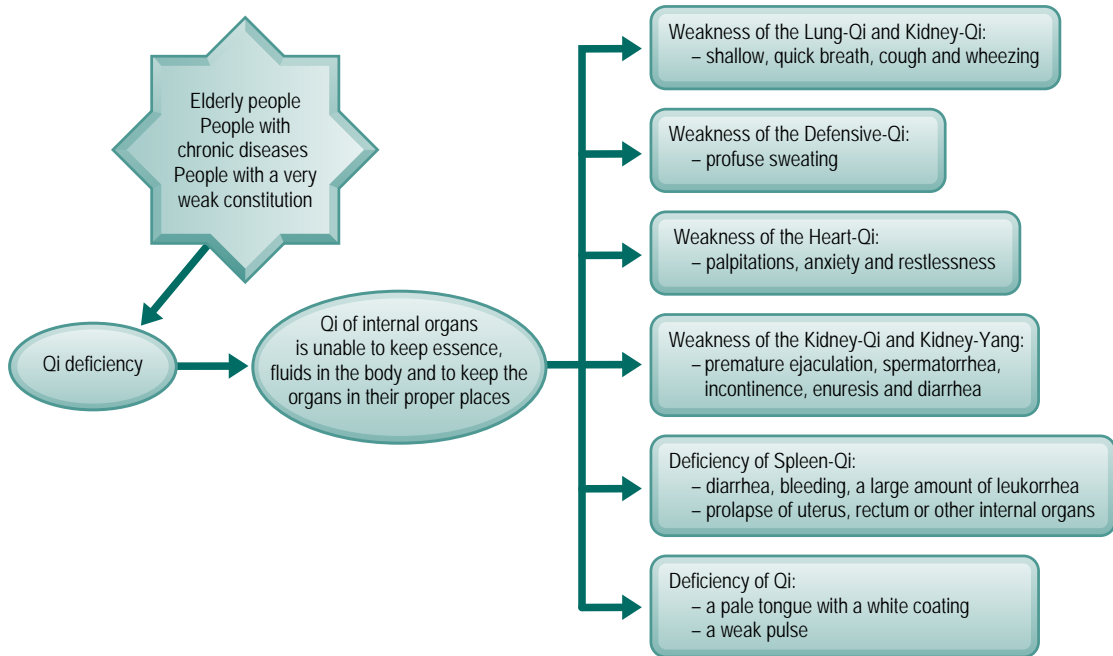 Elderly people
People with
chronic diseases
People with a very
weak constitution
Qi deficiency
Qi of internal organs
is unable to keep essence,
fluids in the body and to keep the
organs in their proper places
Weakness of the Lung-Qi and Kidney-Qi:
– shallow, quick breath, cough and wheezing
Weakness of the Defensive-Qi:
– profuse sweating
Weakness of the Heart-Qi:
– palpitations, anxiety and restlessness
Weakness of the Kidney-Qi and Kidney-Yang:
– premature ejaculation, spermatorrhea,
incontinence, enuresis and diarrhea
Deficiency of Spleen-Qi:
– diarrhea, bleeding, a large amount of leukorrhea
– prolapse of uterus, rectum or other internal organs
Deficiency of Qi:
– a pale tongue with a white coating
– a weak pulse